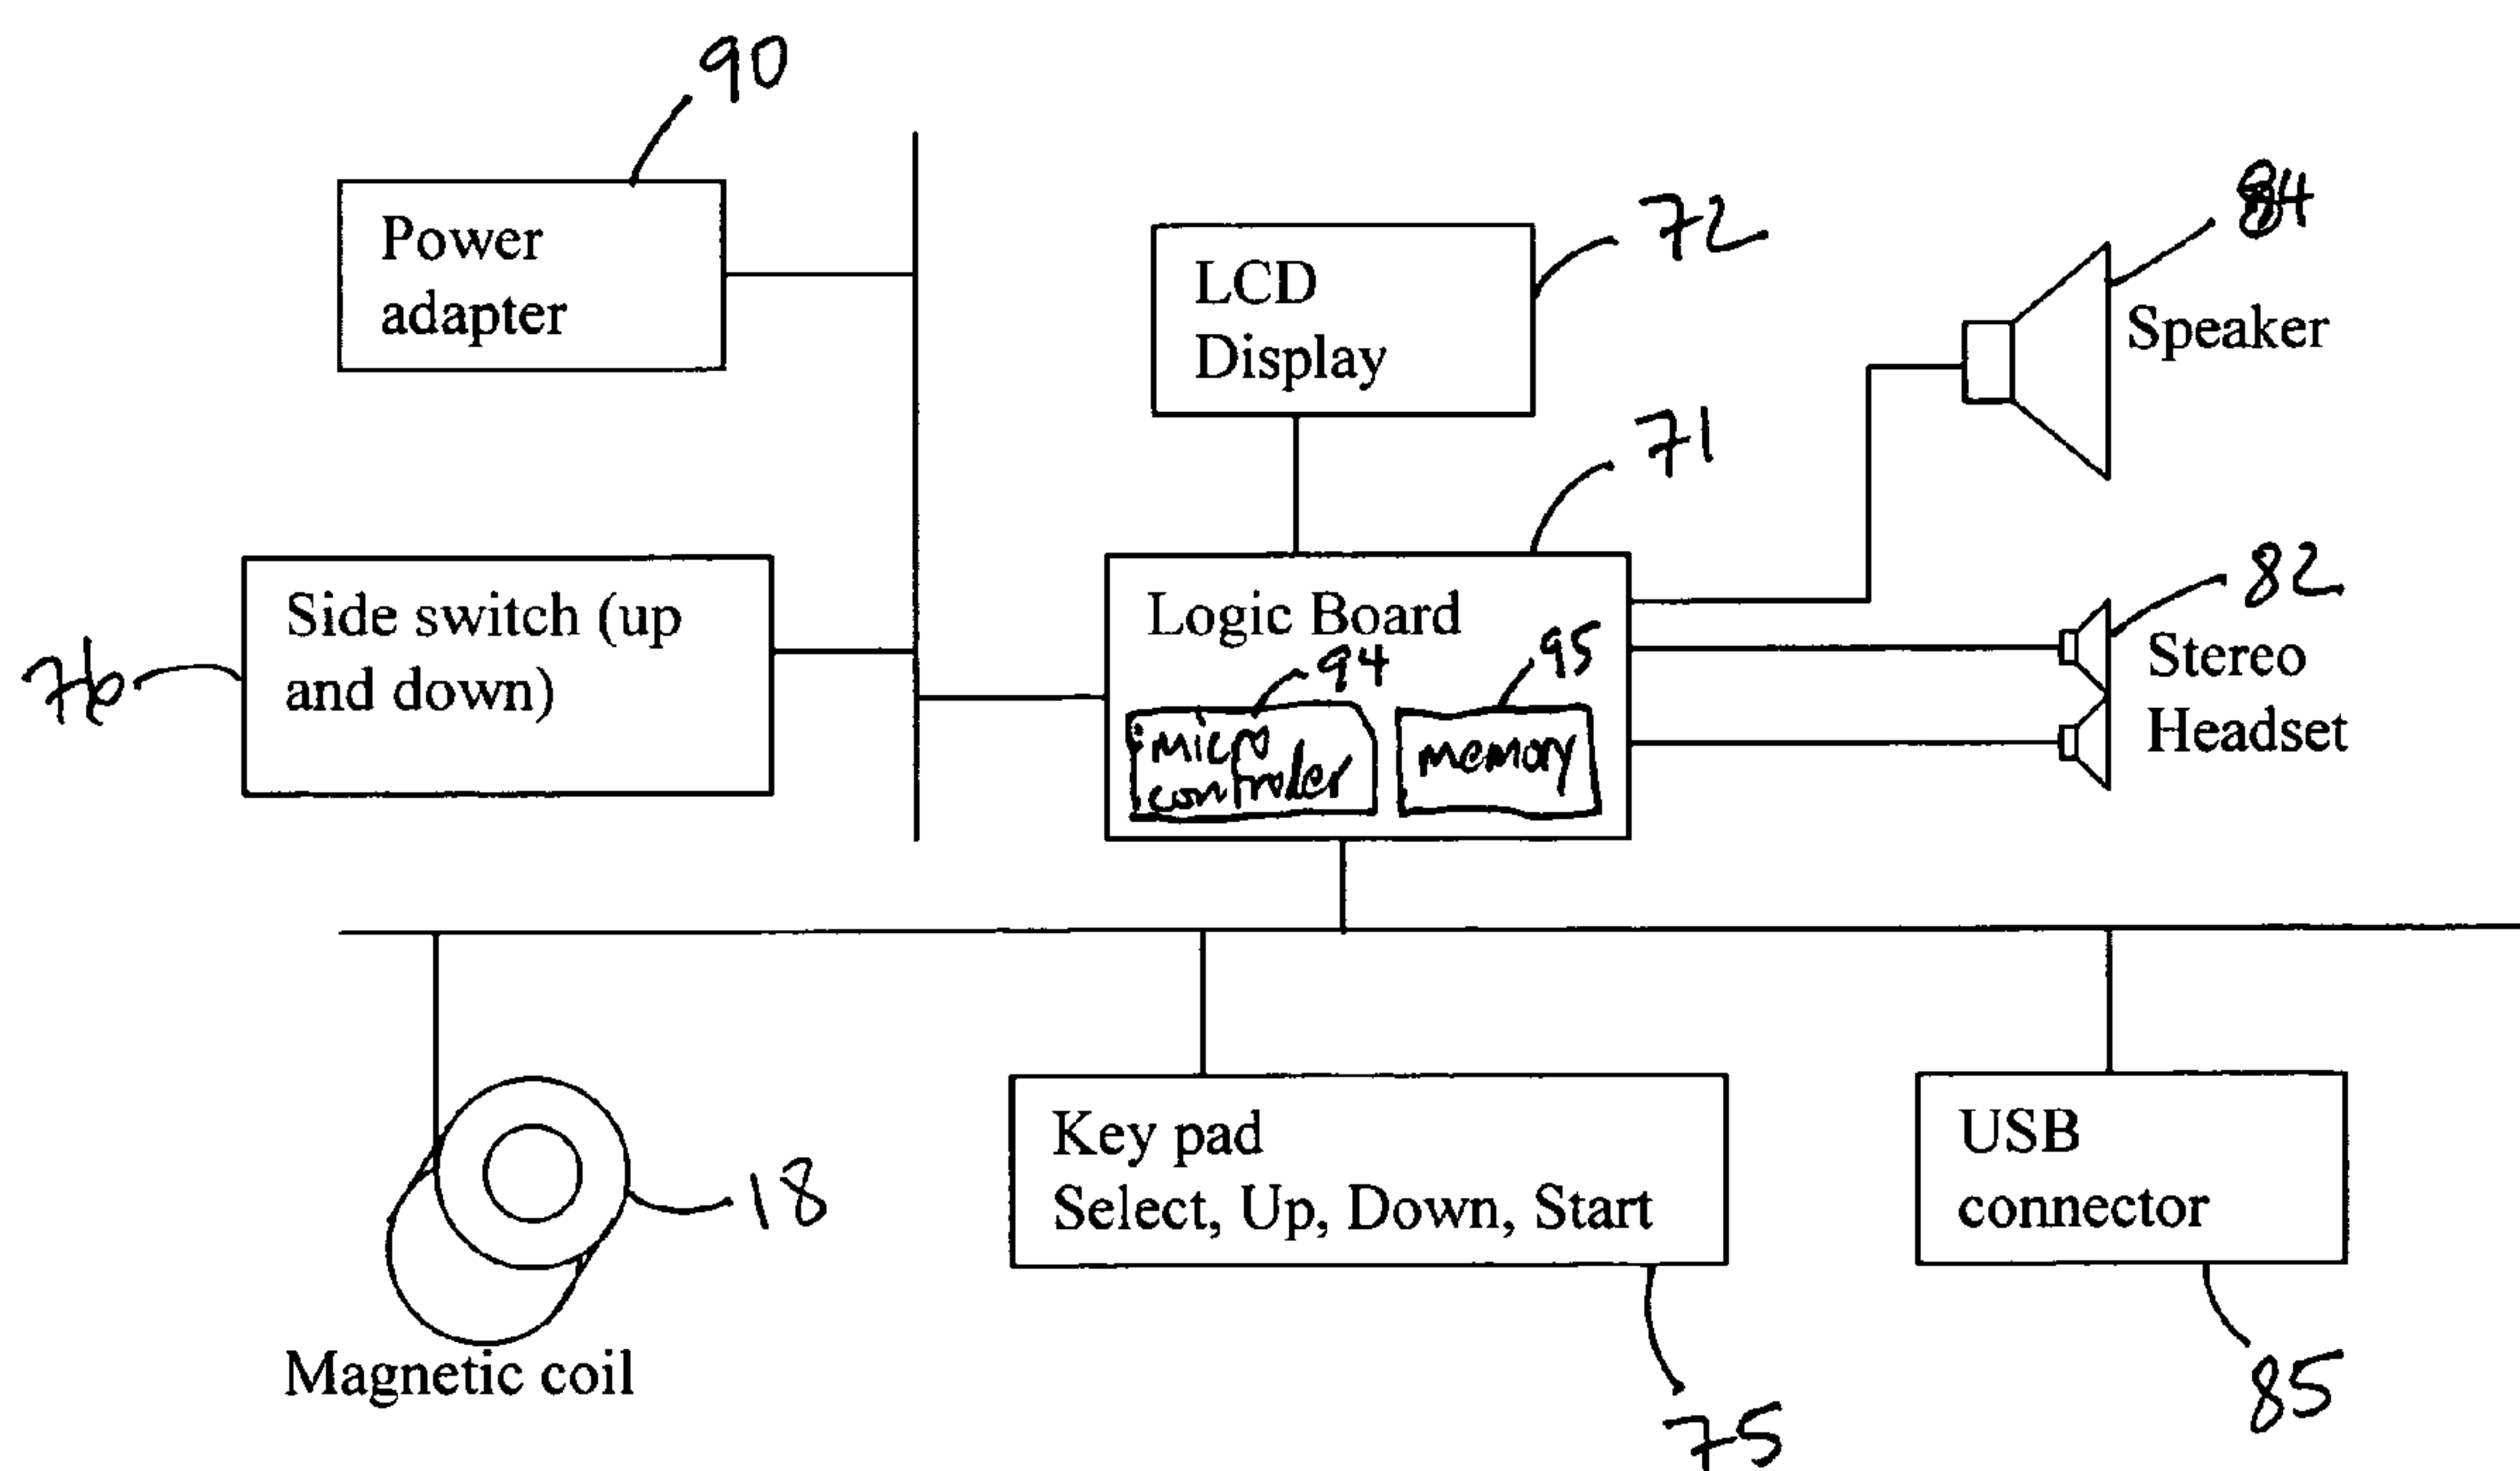 90
Power
adapter
LCD
Display
72
84
Speaker
71
Side switch (up
and down)
76
Logic Board
94
95
Micro
controler
memory
82
Stereo
Headset
18
Magnetic coil
Key pad
Select, Up, Down, Start
75
USB
connector
85